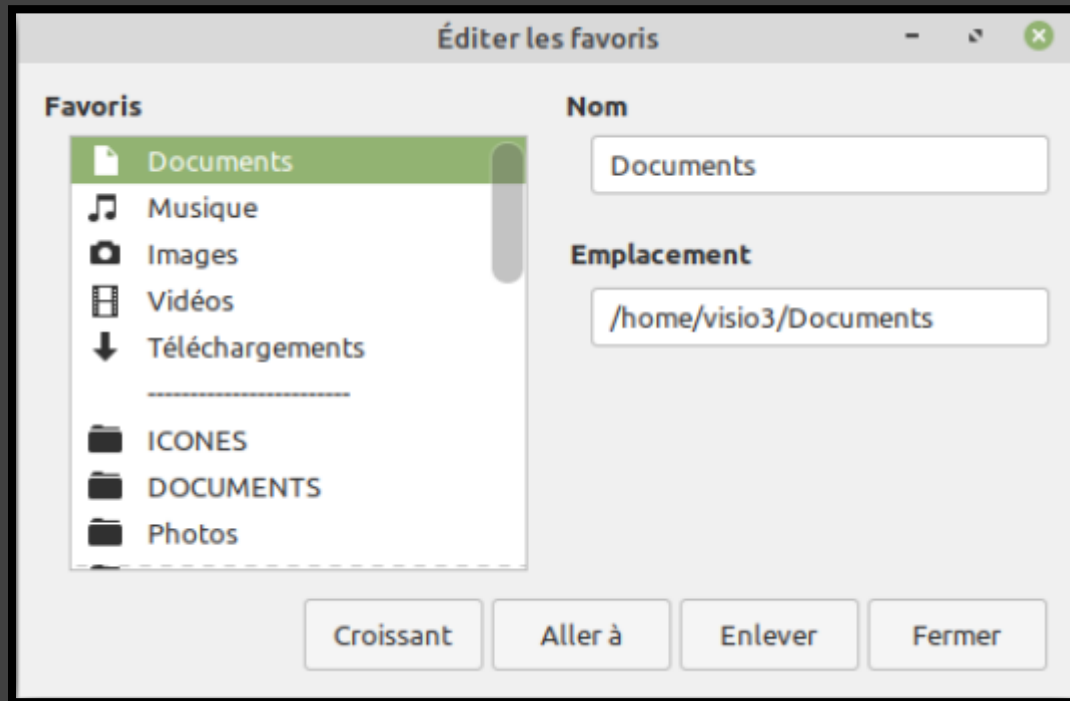 Éditer les favoris
Favoris
Documents
Musique
Images
Vidéos
Téléchargements
------------------------
ICONES
DOCUMENTS
Photos
Nom
Documents
Emplacement
/home/visio3/Documents
Croissant
Aller à
Enlever
Fermer